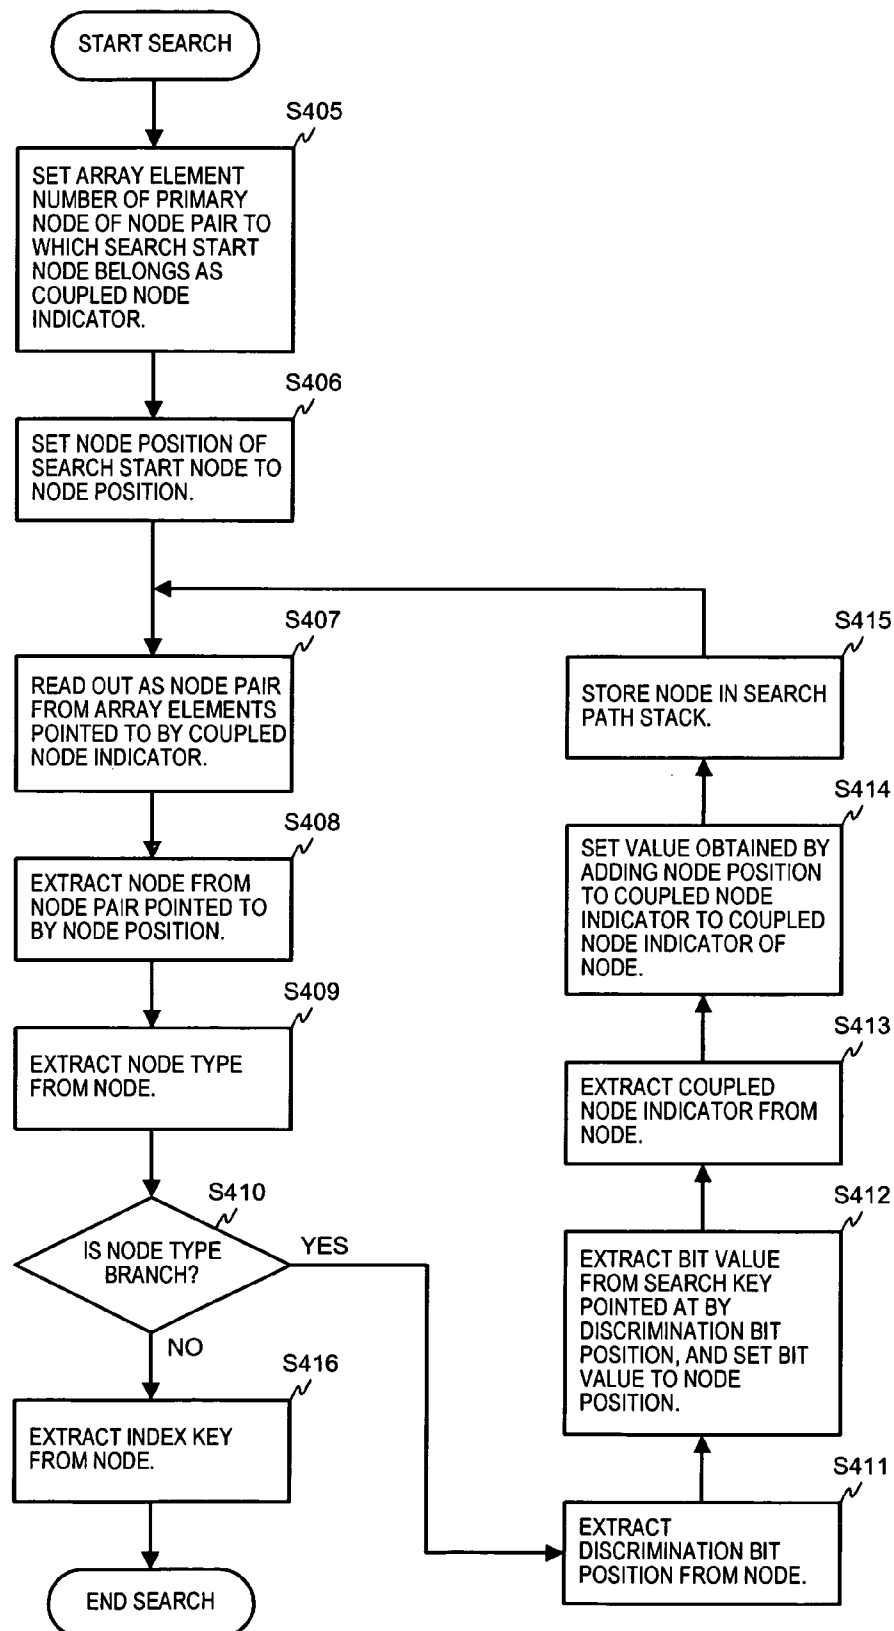 START SEARCH
S405
SET ARRAY ELEMENT
NUMBER OF PRIMARY
NODE OF NODE PAIR TO
WHICH SEARCH START
NODE BELONGS AS
COUPLED NODE
INDICATOR.
S406
SET NODE POSITION OF
SEARCH START NODE TO
NODE POSITION.
S407
READ OUT AS NODE PAIR
FROM ARRAY ELEMENTS
POINTED TO BY COUPLED
NODE INDICATOR.
S408
EXTRACT NODE FROM
NODE PAIR POINTED TO
BY NODE POSITION.
S409
EXTRACT NODE TYPE
FROM NODE.
S410
IS NODE TYPE
BRANCH?
YES
NO
S416
EXTRACT INDEX KEY
FROM NODE.
END SEARCH
S415
STORE NODE IN SEARCH
PATH STACK.
S414
SET VALUE OBTAINED BY
ADDING NODE POSITION
TO COUPLED NODE
INDICATOR TO COUPLED
NODE INDICATOR OF
NODE.
S413
EXTRACT COUPLED
NODE INDICATOR FROM
NODE.
S412
EXTRACT BIT VALUE
FROM SEARCH KEY
POINTED AT BY
DISCRIMINATION BIT
POSITION, AND SET BIT
VALUE TO NODE
POSITION.
S411
EXTRACT
DISCRIMINATION BIT
POSITION FROM NODE.